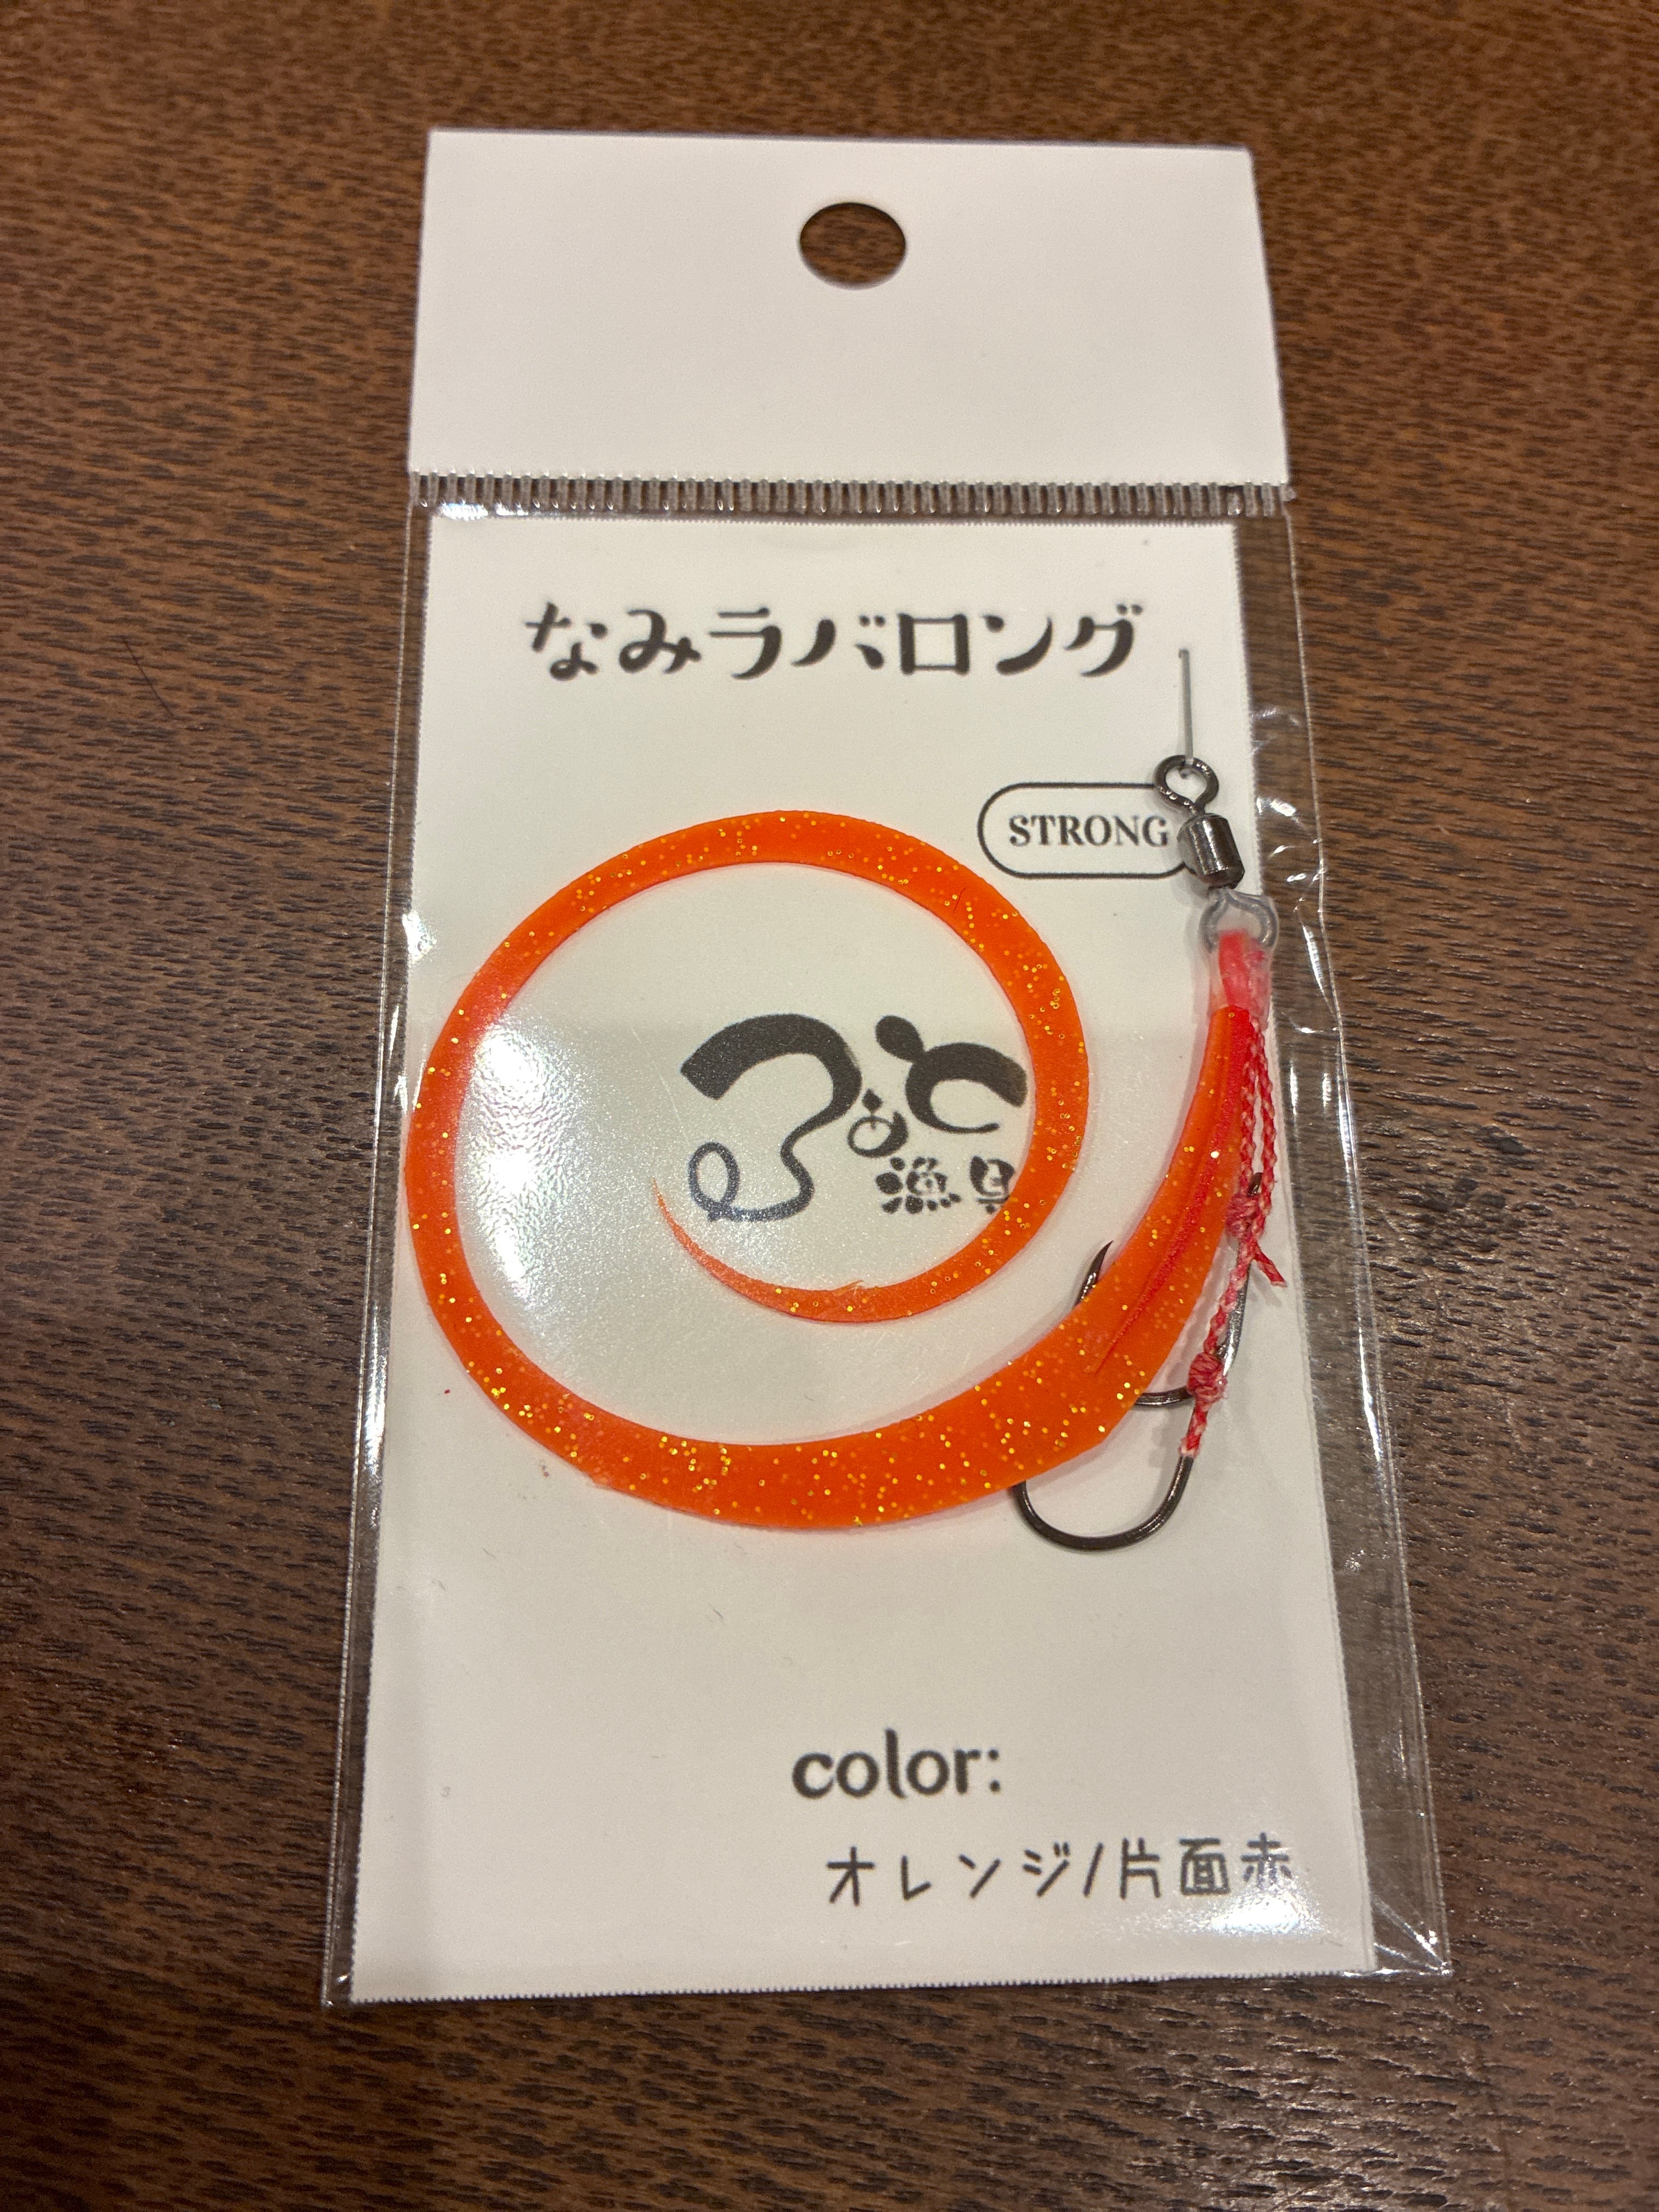 なみラバロング
STRONG
漁具
color:
オレンジ/片面赤